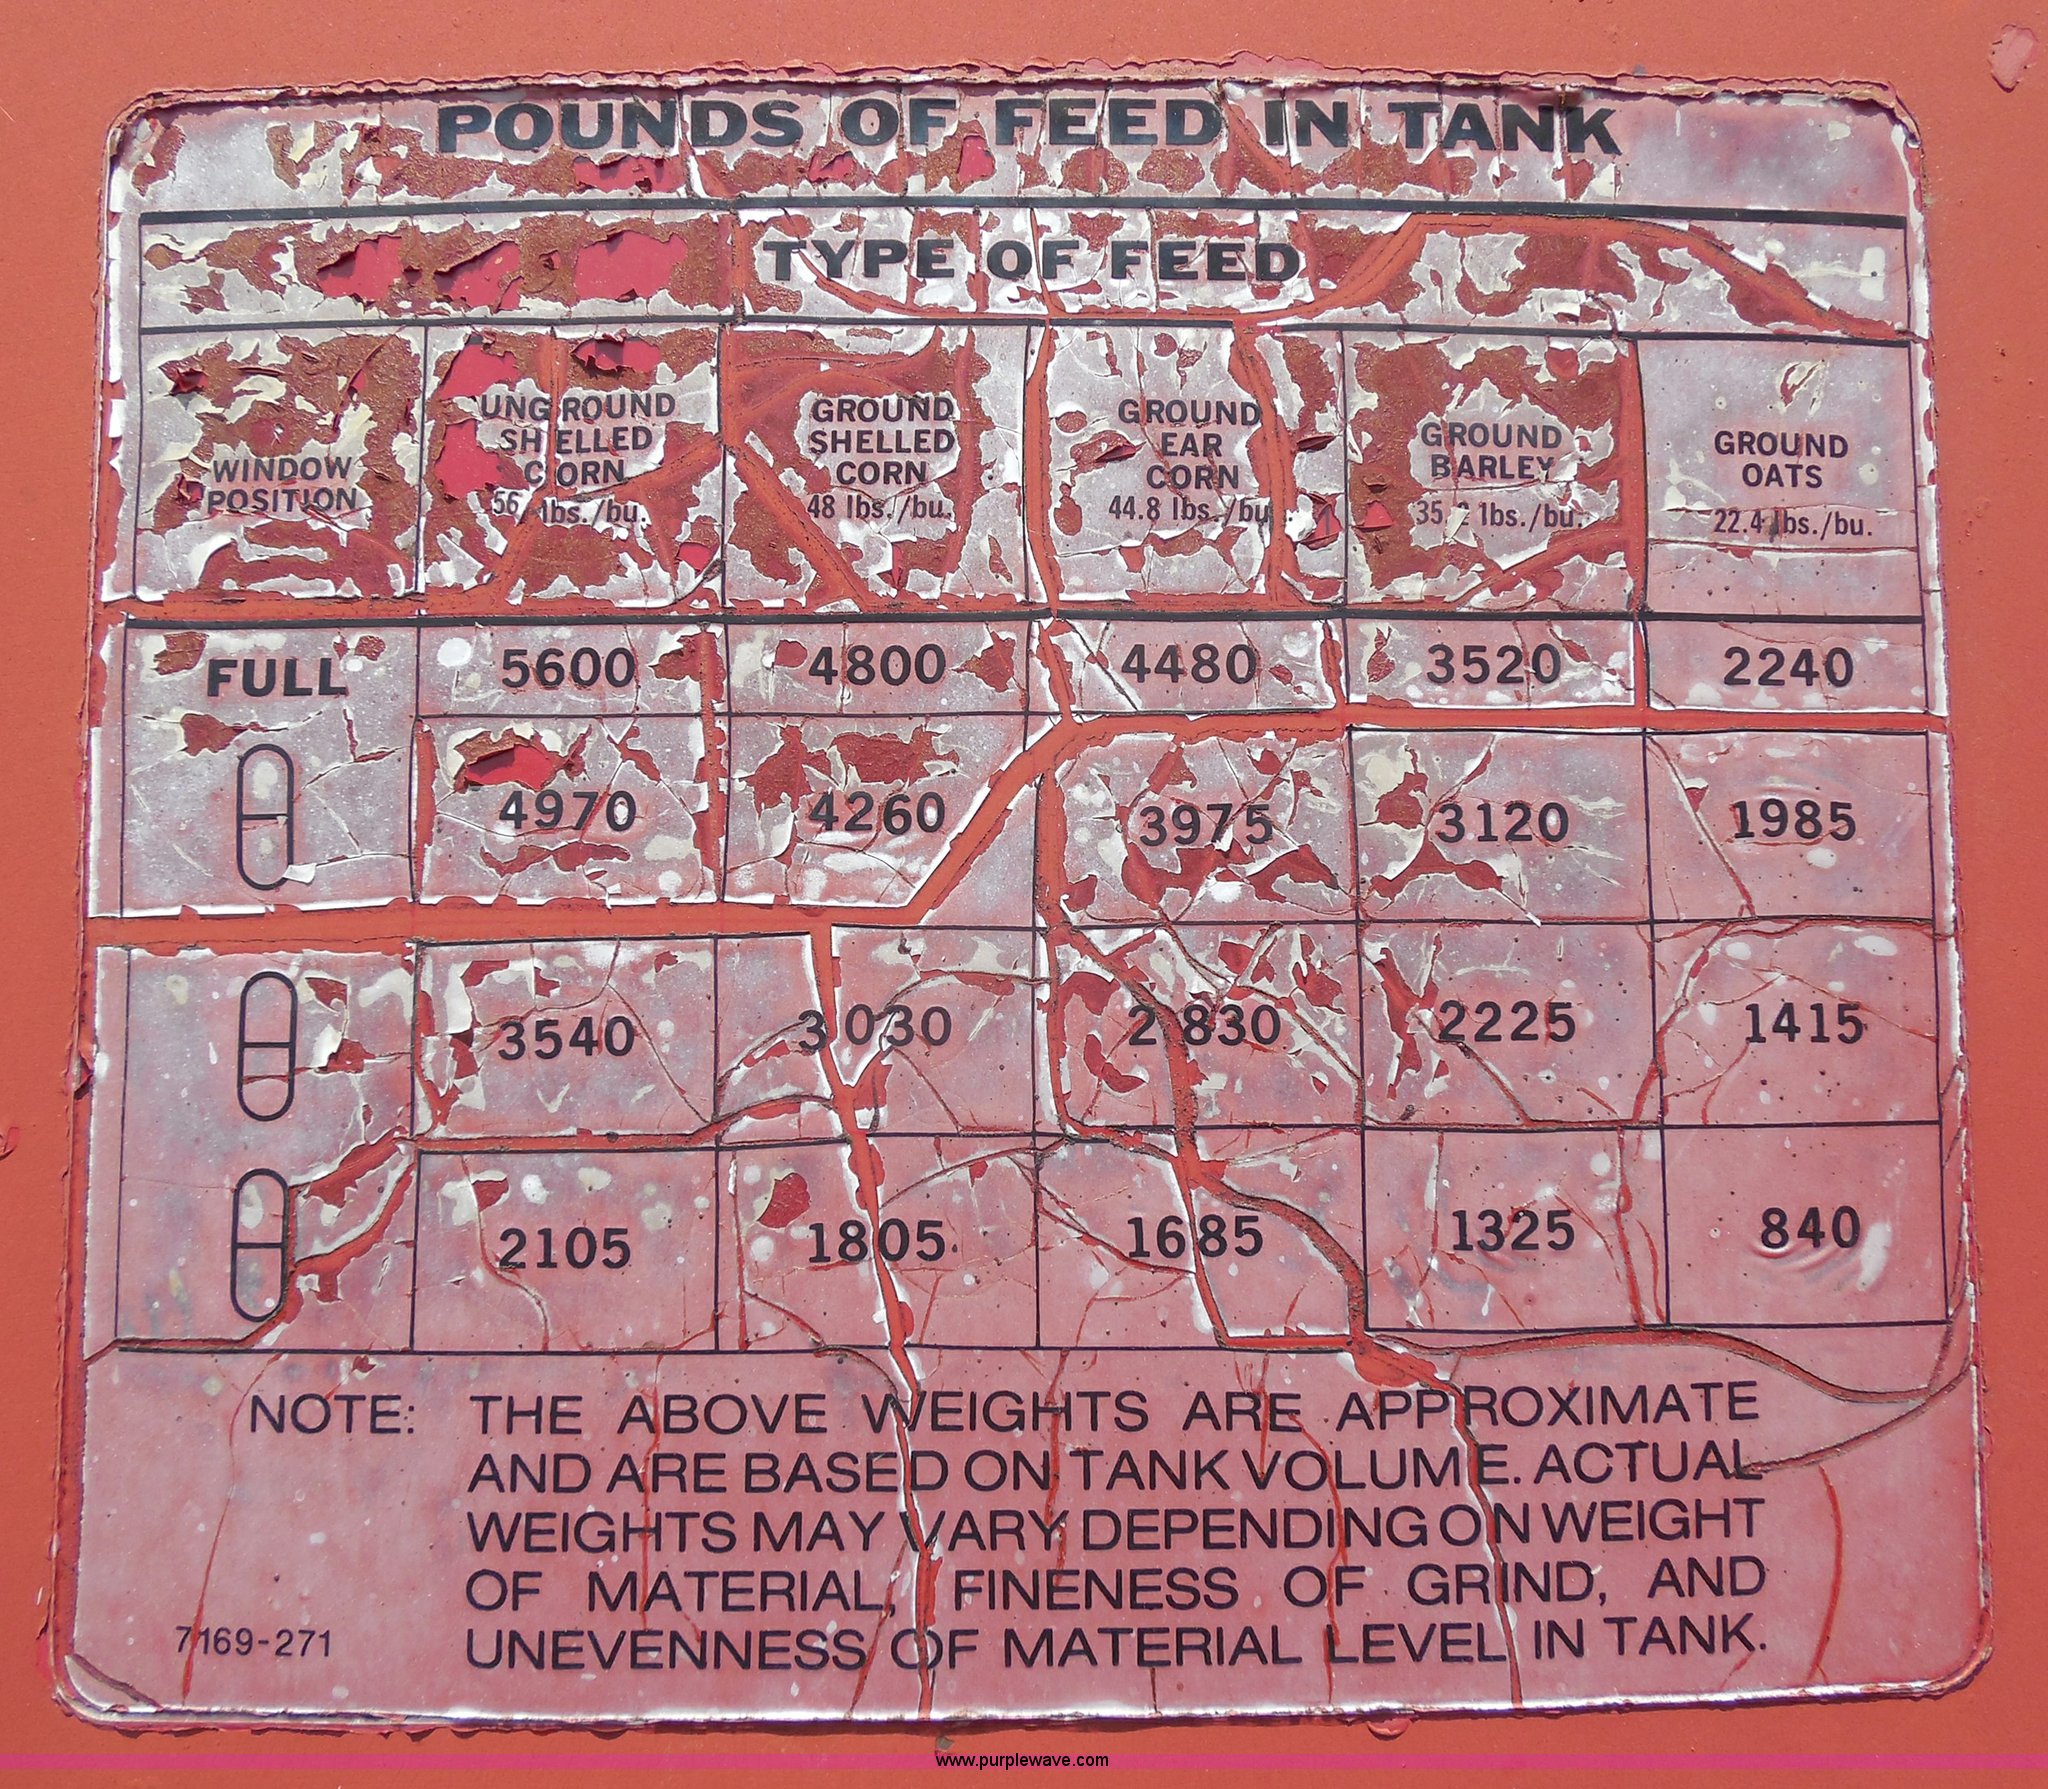 POUNDS OF FEED IN TANK
TYPE OF FEED
WINDOW
POSITION
UNGROUND
SHELLED
CORN
56 lbs./bu.
GROUND
SHELLED
CORN
48 lbs./bu.
GROUND
EAR
CORN
44.8 lbs./bu
GROUND
BARLEY
35.2 lbs./bu.
GROUND
OATS
22.4 lbs./bu.
FULL 5600 4800 4480 3520 2240
4970 4260 3975 3120 1985
3540 3030 2830 2225 1415
2105 1805 1685 1325 840
NOTE: THE ABOVE WEIGHTS ARE APPROXIMATE
AND ARE BASED ON TANK VOLUME. ACTUAL
WEIGHTS MAY VARY DEPENDING ON WEIGHT
OF MATERIAL, FINENESS OF GRIND, AND
UNEVENNESS OF MATERIAL LEVEL IN TANK.
7169-271
www.purplewave.com